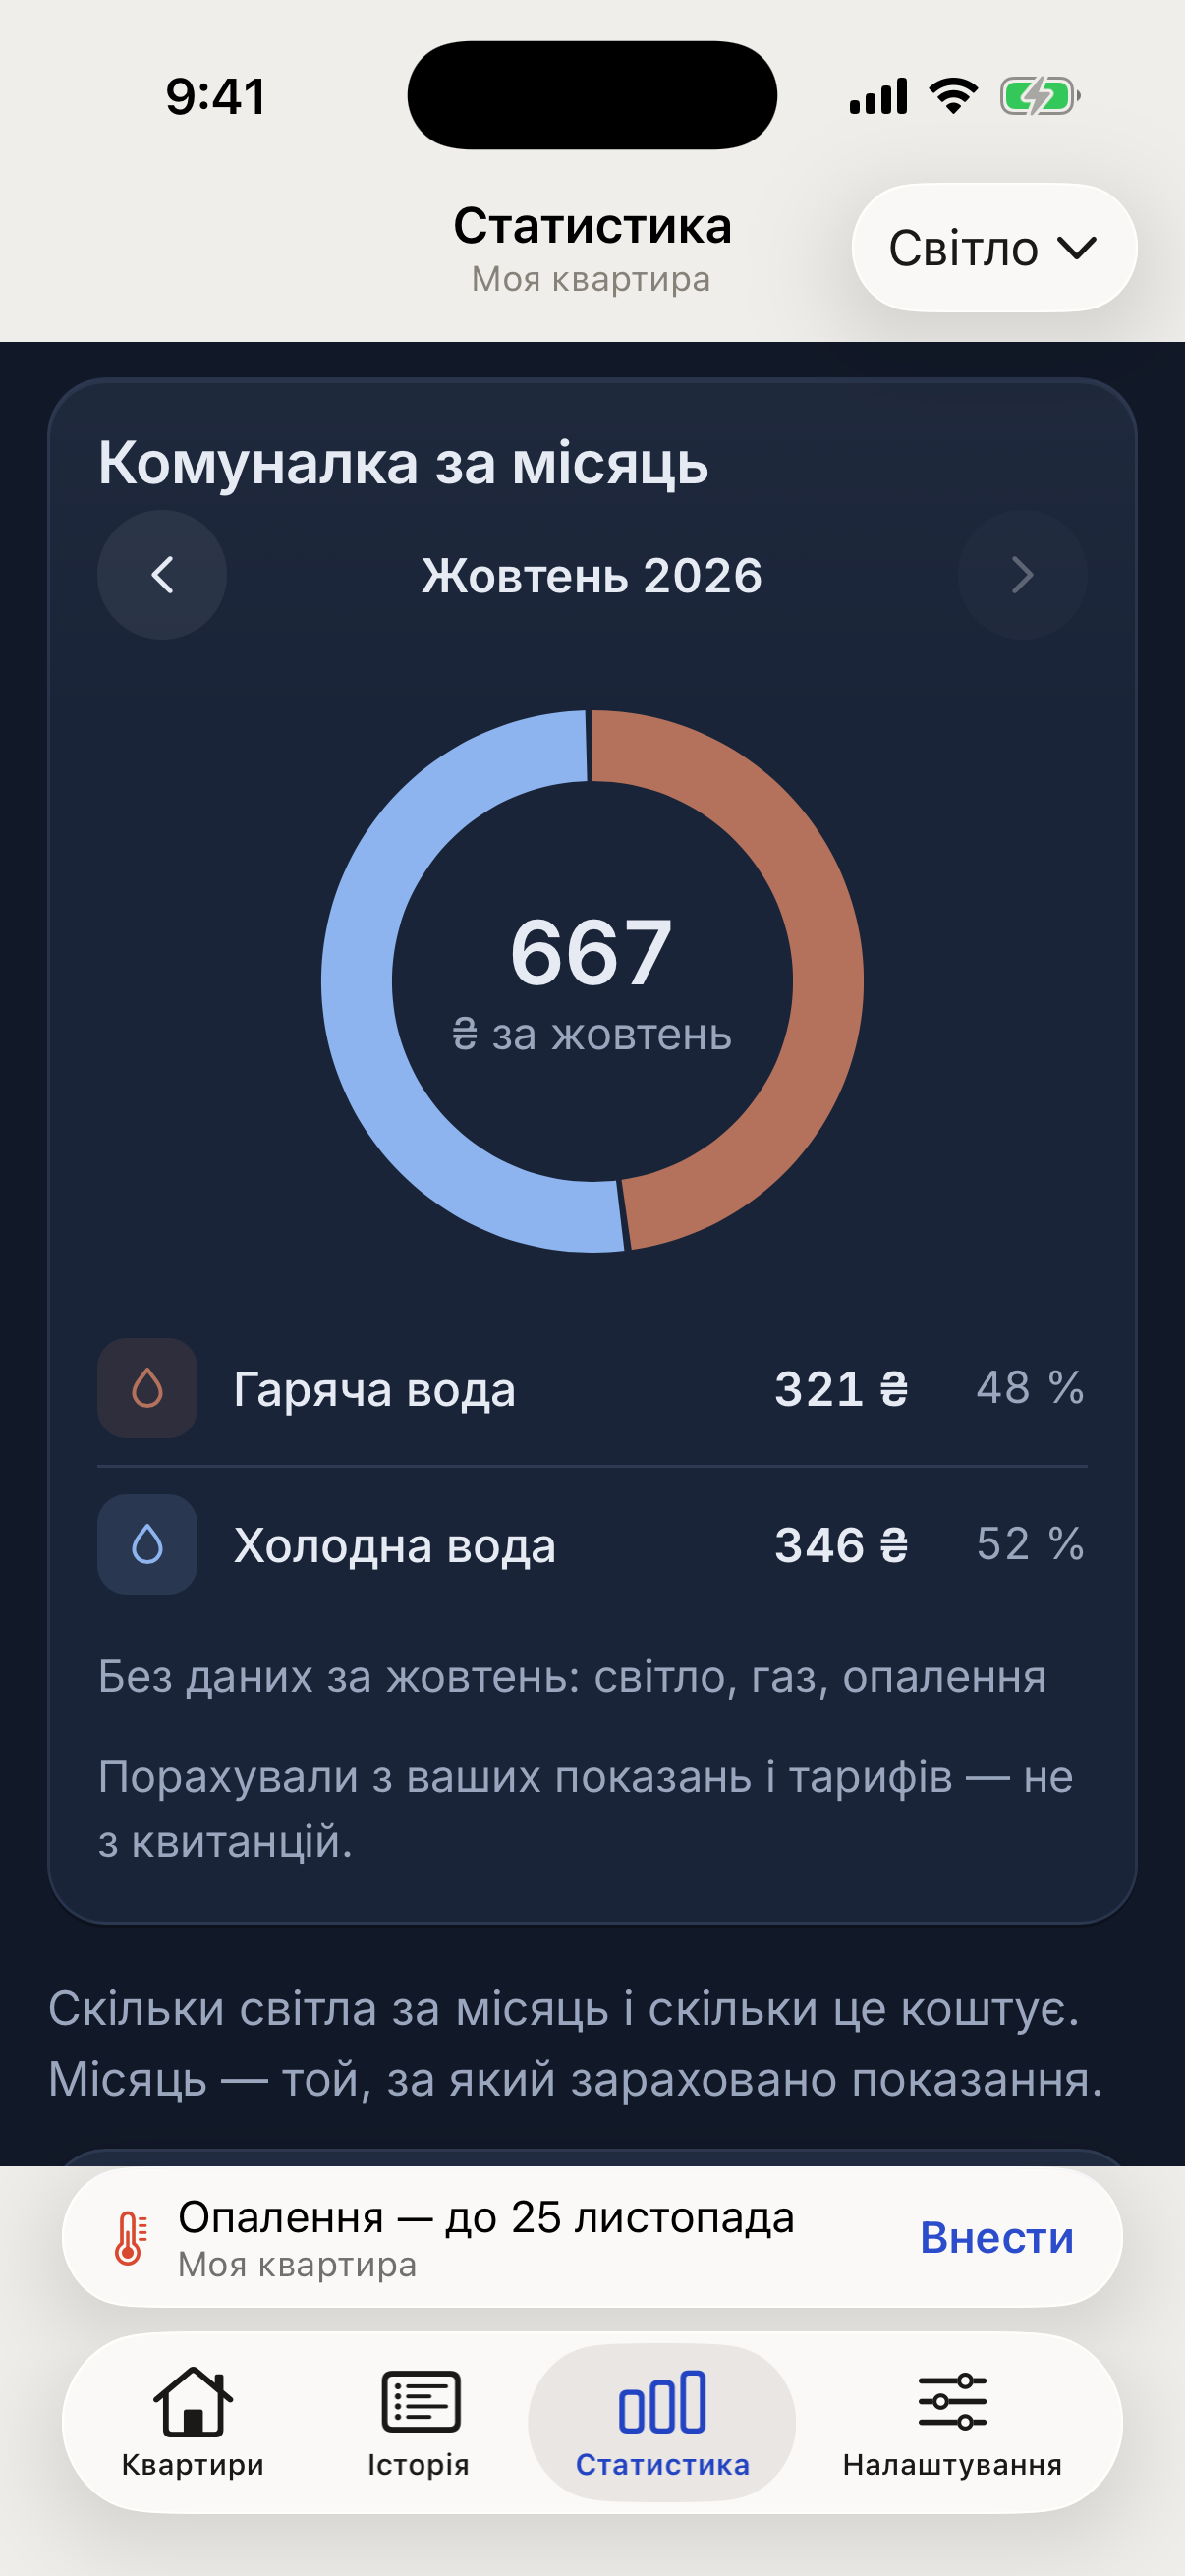 9:41
Статистика
Моя квартира
Світло
Комуналка за місяць
Жовтень 2026
667
₴ за жовтень
Гаряча вода 321 ₴ 48 %
Холодна вода 346 ₴ 52 %
Без даних за жовтень: світло, газ, опалення
Порахували з ваших показань і тарифів — не
з квитанцій.
Скільки світла за місяць і скільки це коштує.
Місяць — той, за який зараховано показання.
Опалення — до 25 листопада
Моя квартира
Внести
Квартири Історія Статистика Налаштування